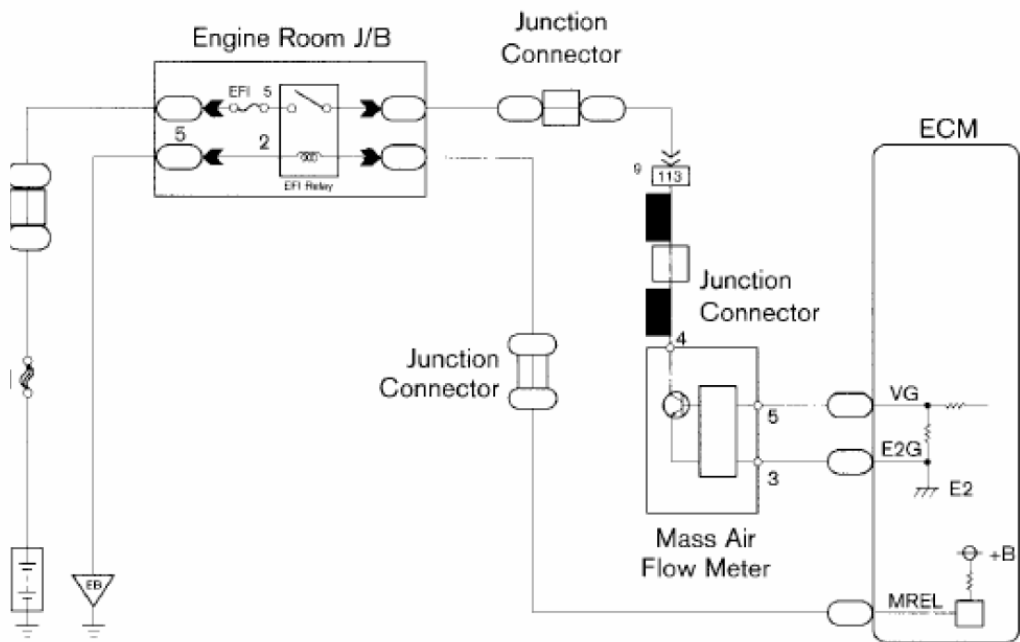 Engine Room J/B
Junction
Connector
EFI 5
5
2
EFI Relay
ECM
9
113
Junction
Connector
4
Junction
Connector
VG
5
E2G
3
E2
Mass Air
Flow Meter
+B
EB
MREL